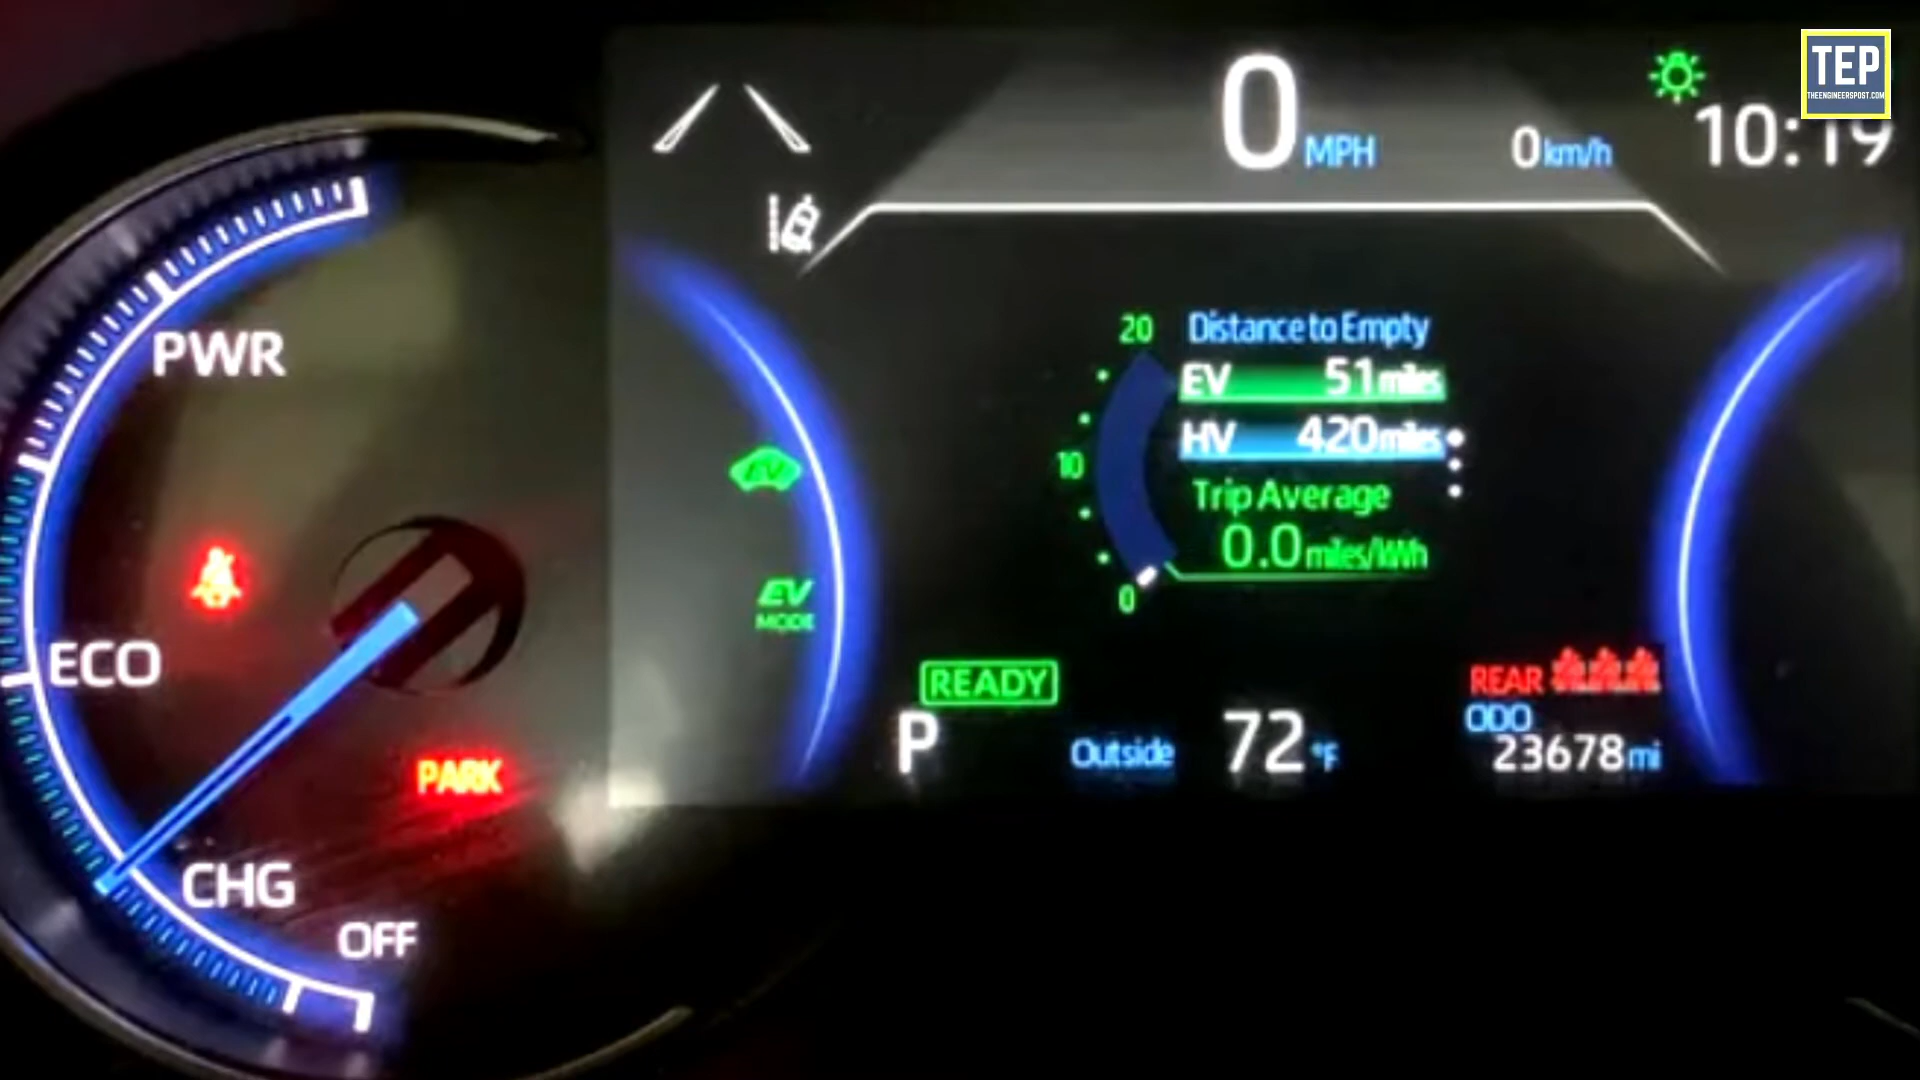 TEP
THEENGINEERSPOST.COM
0 MPH
0 km/h
10:19
PWR
20
Distance to Empty
EV 51 miles
HV 420 miles
10
Trip Average
0.0 miles/kWh
0
EV
EV
MODE
ECO
READY
REAR
P
Outside 72 °F
ODO
23678 mi
PARK
CHG
OFF